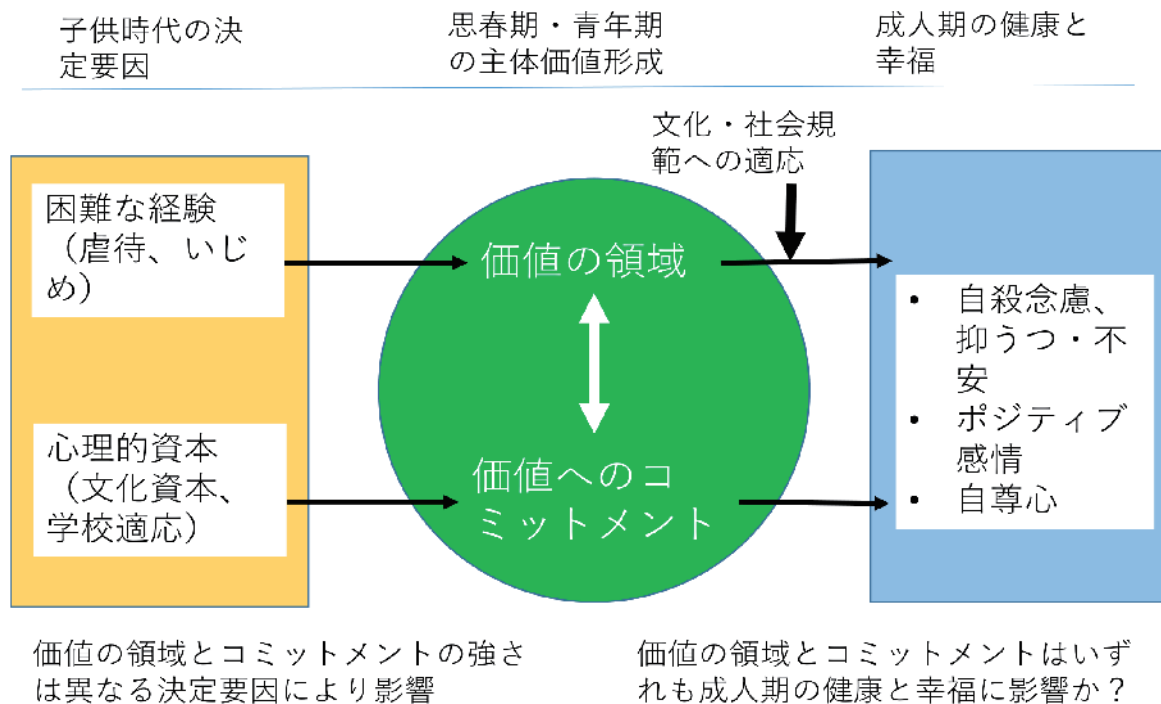 子供時代の決
定要因
思春期・青年期
の主体価値形成
成人期の健康と
幸福
文化・社会規
範への適応
困難な経験
（虐待、いじ
め）
心理的資本
（文化資本、
学校適応）
価値の領域
価値へのコ
ミットメント
• 自殺念慮、
抑うつ・不
安
• ポジティブ
感情
• 自尊心
価値の領域とコミットメントの強さ
は異なる決定要因により影響
価値の領域とコミットメントはいず
れも成人期の健康と幸福に影響か？